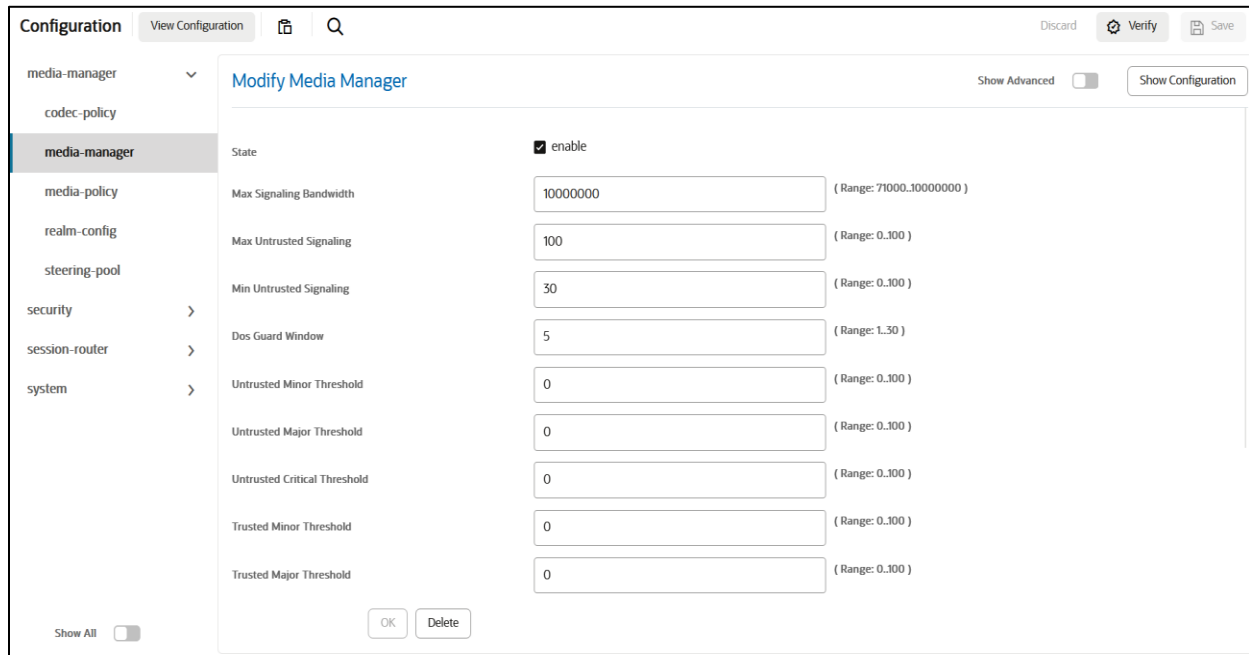 Configuration View Configuration Discard Verify Save
media-manager
codec-policy
media-manager
media-policy
realm-config
steering-pool
security
session-router
system
Show All
Modify Media Manager Show Advanced Show Configuration
State enable
Max Signaling Bandwidth 10000000 ( Range: 71000..10000000 )
Max Untrusted Signaling 100 ( Range: 0..100 )
Min Untrusted Signaling 30 ( Range: 0..100 )
Dos Guard Window 5 ( Range: 1..30 )
Untrusted Minor Threshold 0 ( Range: 0..100 )
Untrusted Major Threshold 0 ( Range: 0..100 )
Untrusted Critical Threshold 0 ( Range: 0..100 )
Trusted Minor Threshold 0 ( Range: 0..100 )
Trusted Major Threshold 0 ( Range: 0..100 )
OK Delete